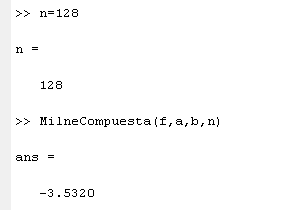 >> n=128
n =
128
>> MilneCompuesta(f,a,b,n)
ans =
-3.5320